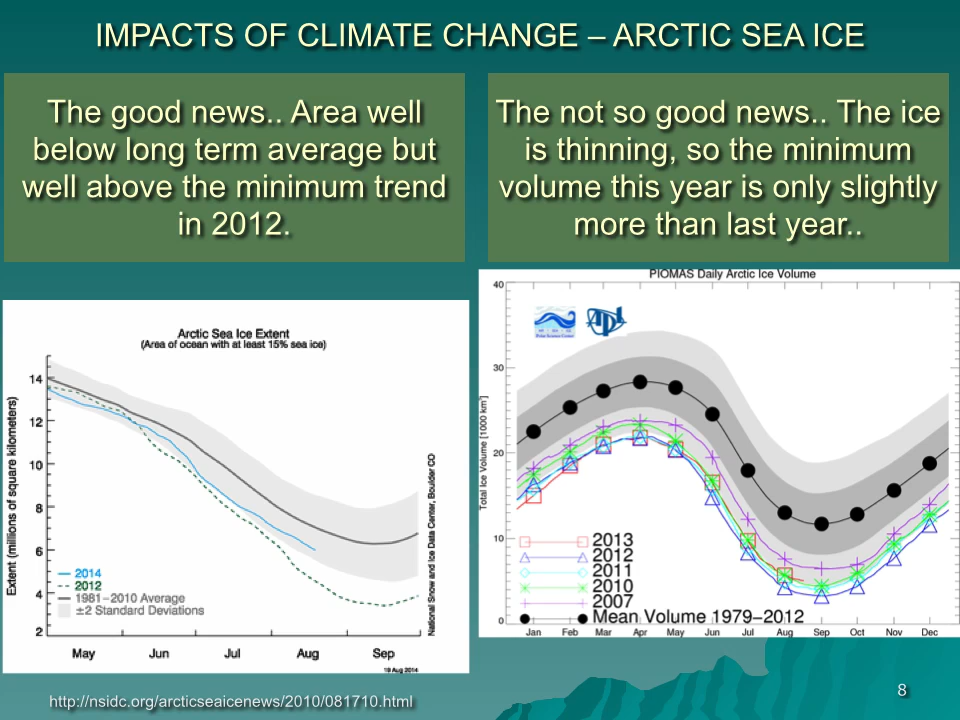 IMPACTS OF CLIMATE CHANGE – ARCTIC SEA ICE
The good news.. Area well
below long term average but
well above the minimum trend
in 2012.
The not so good news.. The ice
is thinning, so the minimum
volume this year is only slightly
more than last year..
Arctic Sea Ice Extent
(Area of ocean with at least 15% sea ice)
Extent (millions of square kilometers)
14
12
10
8
6
4
2
2014
2012
1981–2010 Average
±2 Standard Deviations
May Jun Jul Aug Sep
19 Aug 2014
National Snow and Ice Data Center, Boulder CO
PIOMAS Daily Arctic Ice Volume
Total Ice Volume [1000 km³]
40
30
20
10
0
Polar Science Center
apl
2013
2012
2011
2010
2007
Mean Volume 1979–2012
Jan Feb Mar Apr May Jun Jul Aug Sep Oct Nov Dec
http://nsidc.org/arcticseaicenews/2010/081710.html
8